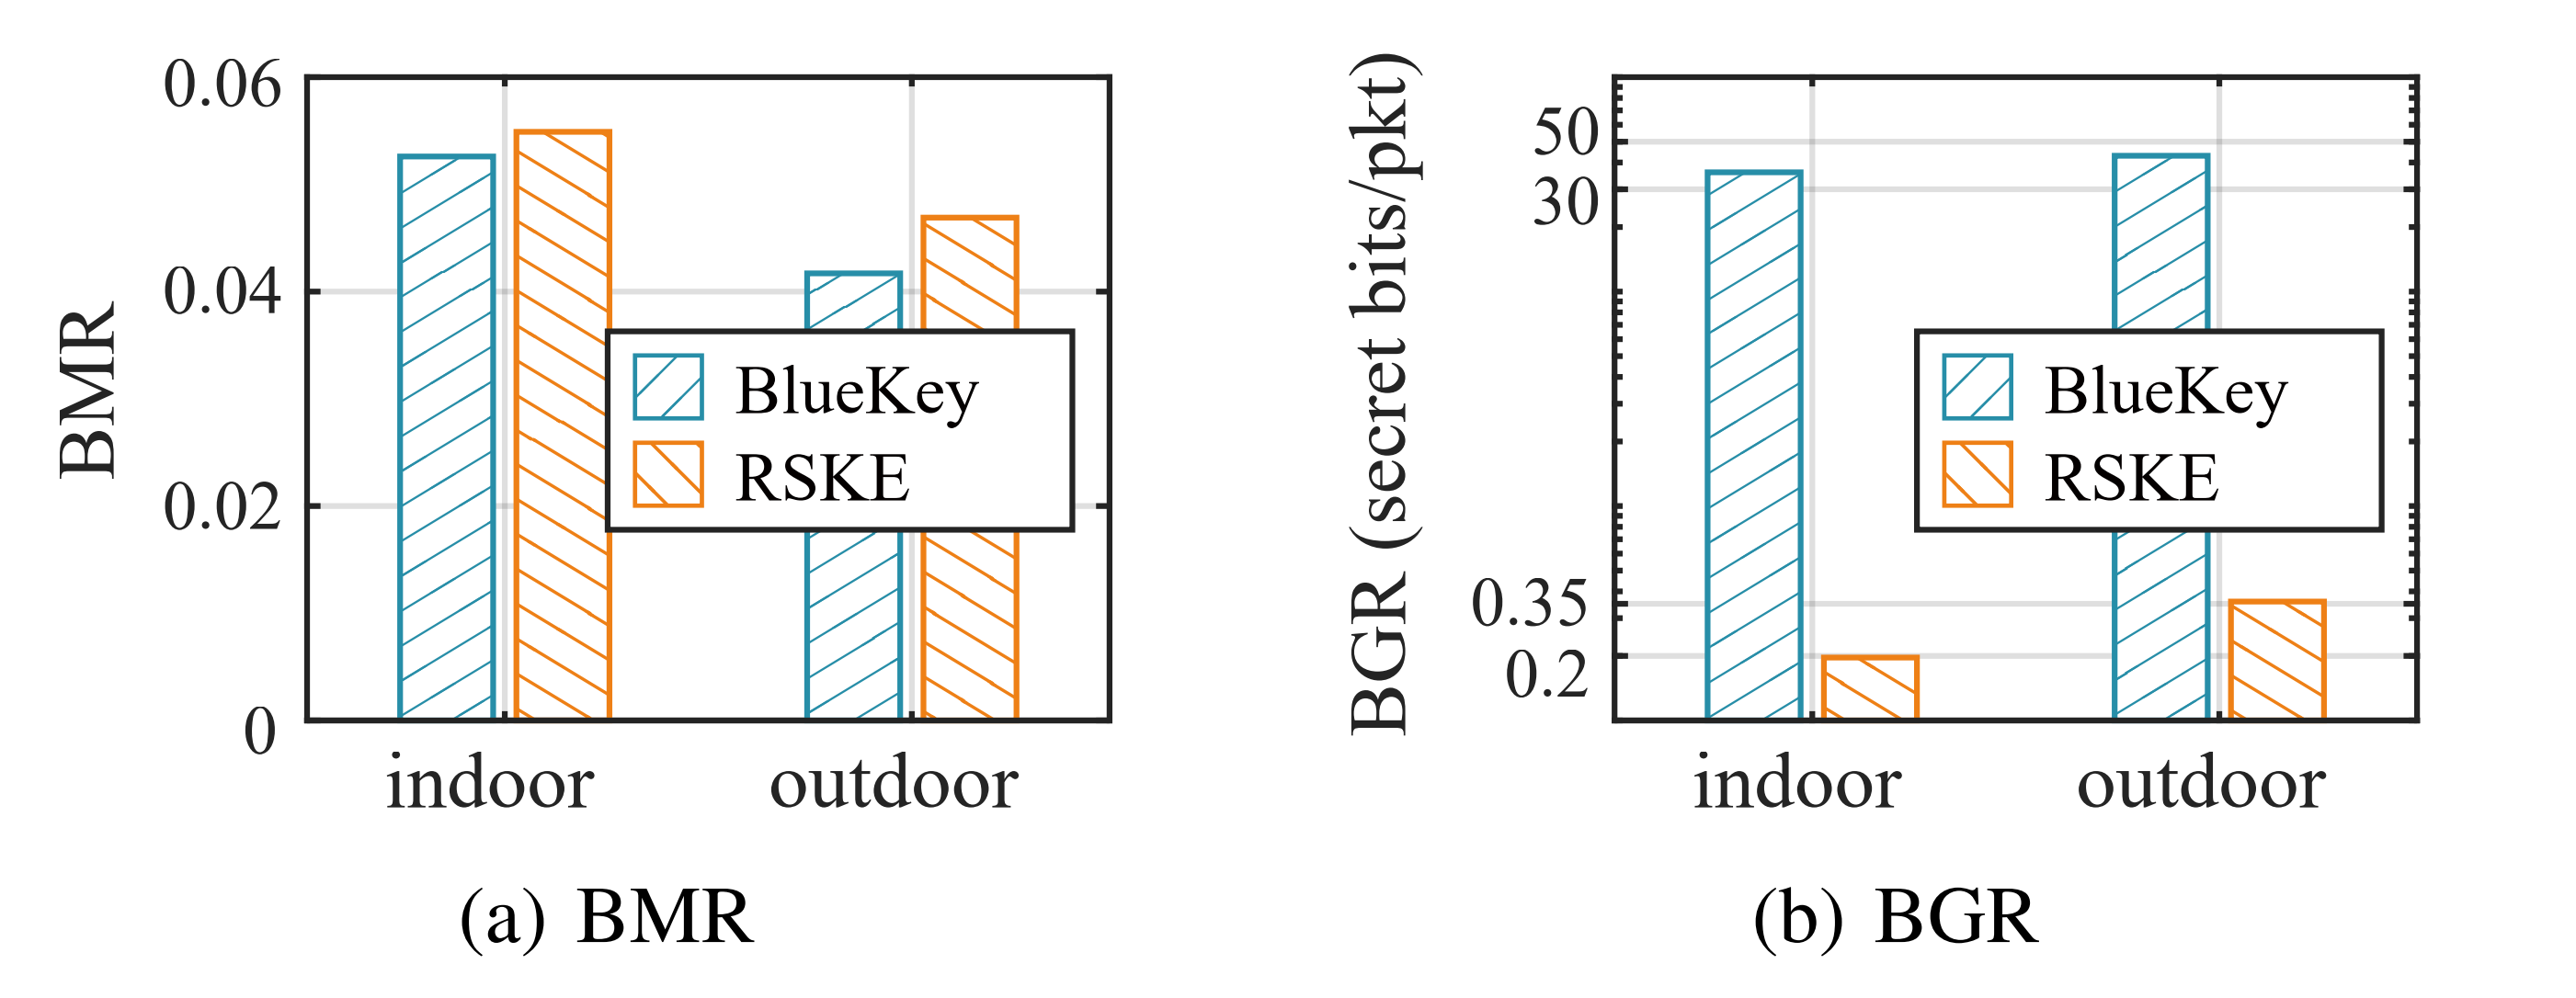 0.06
0.04
0.02
0
BMR
indoor
outdoor
BlueKey
RSKE
(a) BMR
50
30
0.35
0.2
BGR (secret bits/pkt)
indoor
outdoor
BlueKey
RSKE
(b) BGR